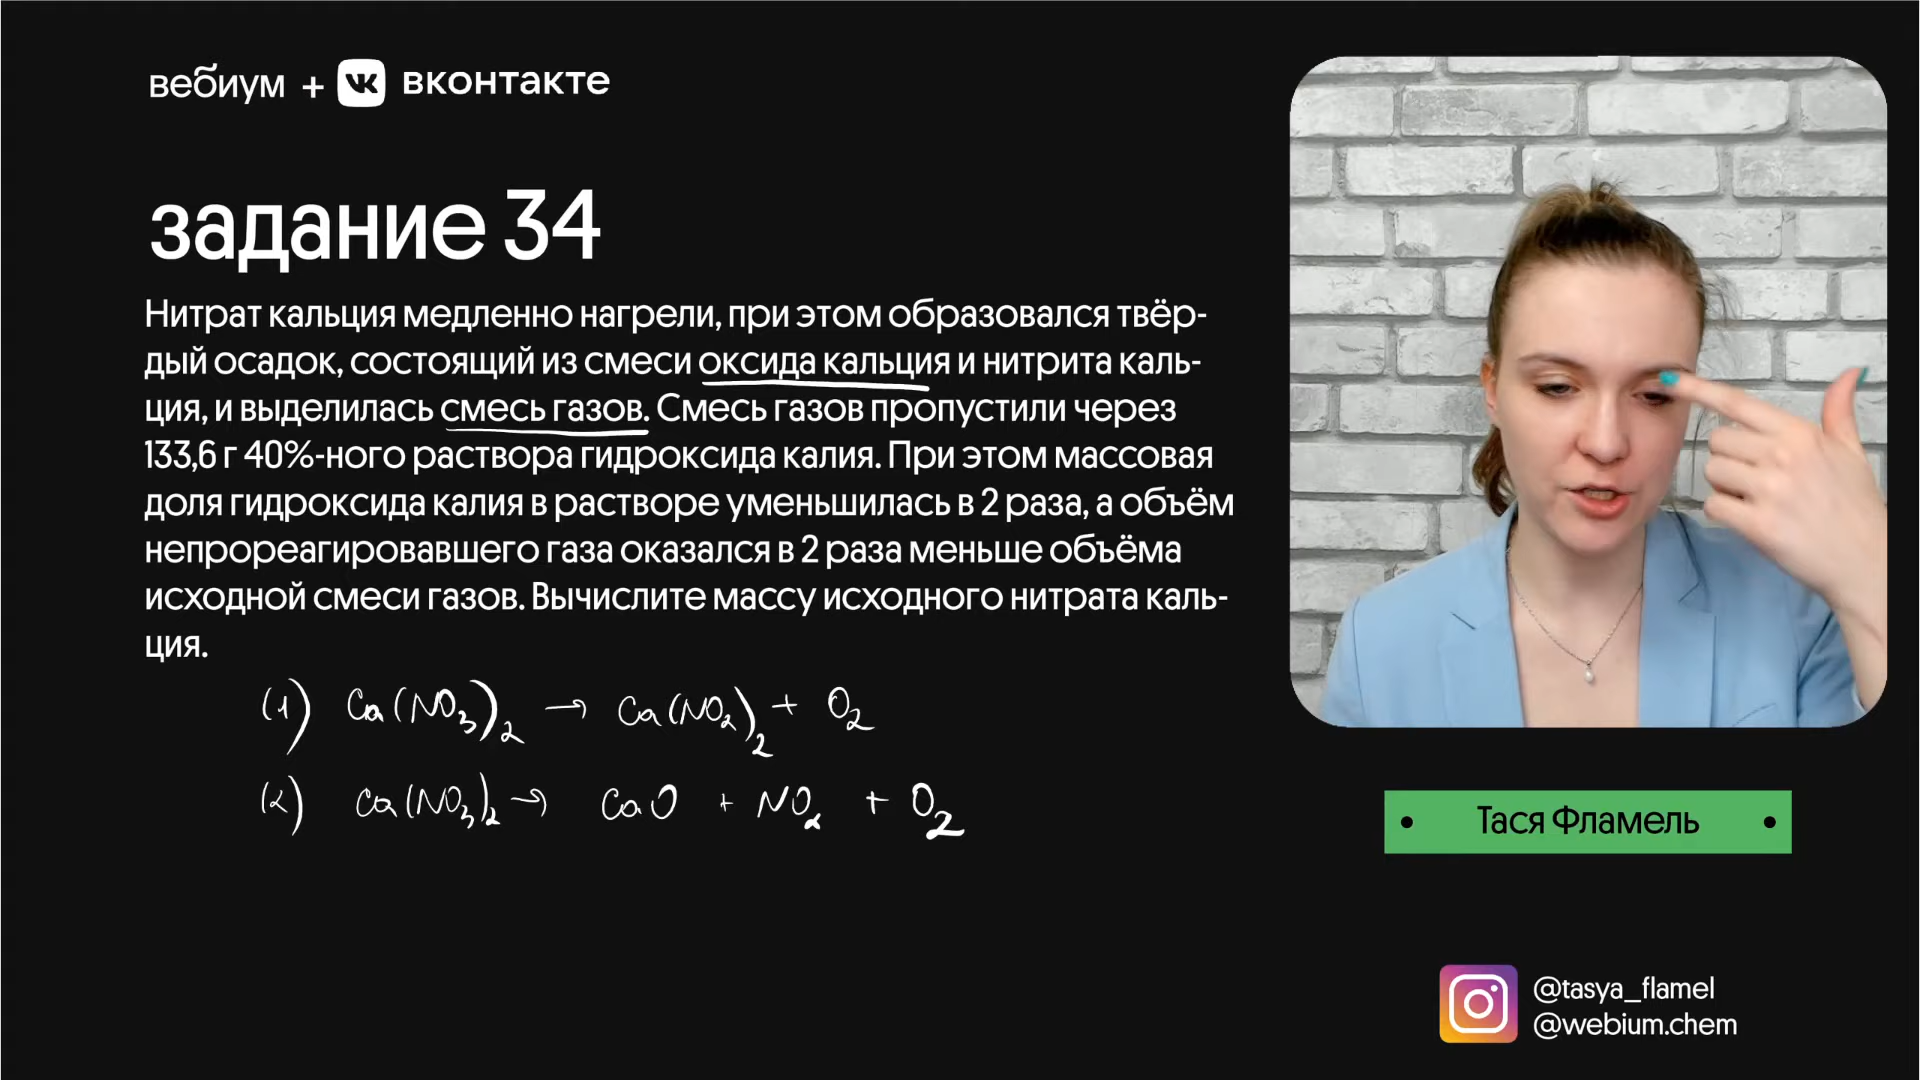 вебиум + вконтакте
задание 34
Нитрат кальция медленно нагрели, при этом образовался твёр-
дый осадок, состоящий из смеси оксида кальция и нитрита каль-
ция, и выделилась смесь газов. Смесь газов пропустили через
133,6 г 40%-ного раствора гидроксида калия. При этом массовая
доля гидроксида калия в растворе уменьшилась в 2 раза, а объём
непрореагировавшего газа оказался в 2 раза меньше объёма
исходной смеси газов. Вычислите массу исходного нитрата каль-
ция.
(1) Ca(NO3)2 → Ca(NO2)2 + O2
(2) Ca(NO3)2 → CaO + NO2 + O2
• Тася Фламель •
@tasya_flamel
@webium.chem